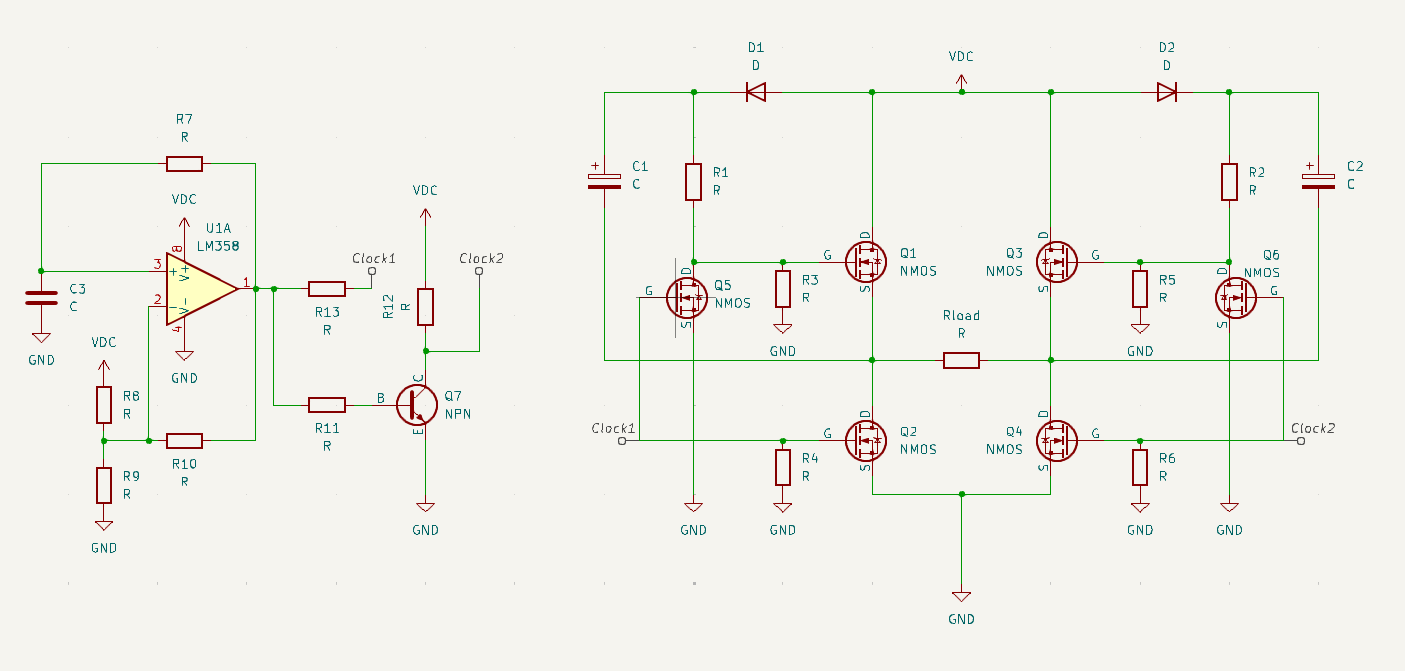 R7
R
VDC
U1A
LM358
8
V+
3
+
1
2
−
V−
4
GND
C3
C
GND
VDC
R8
R
R10
R
R9
R
GND
Clock1
R13
R
R11
R
VDC
R12
R
Clock2
C
B
E
Q7
NPN
GND
D1
D
VDC
D2
D
+
C1
C
R1
R
D
G
S
Q5
NMOS
R3
R
GND
D
G
S
Q1
NMOS
D
G
S
Q3
NMOS
R5
R
GND
R2
R
+
C2
C
D
G
S
Q6
NMOS
Rload
R
Clock1
R4
R
GND
GND
D
G
S
Q2
NMOS
D
G
S
Q4
NMOS
R6
R
GND
GND
Clock2
GND